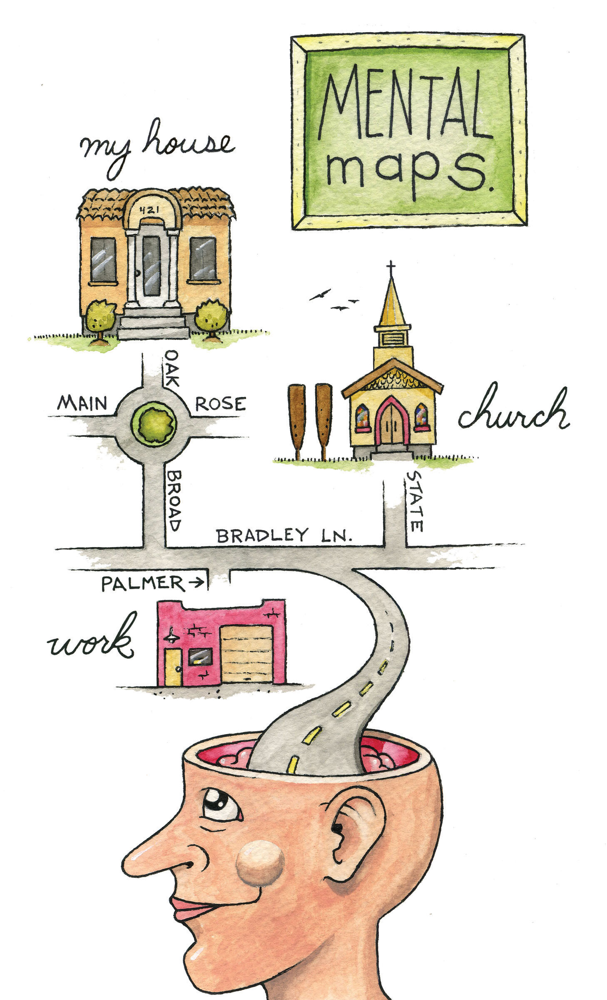 MENTAL
maps.
my house
421
OAK
MAIN
ROSE
church
BROAD
STATE
BRADLEY LN.
PALMER→
work